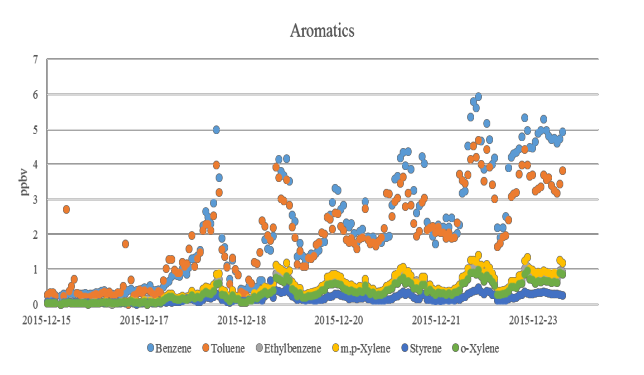 Aromatics
7
6
5
4
3
2
1
0
ppbv
2015-12-15 2015-12-17 2015-12-18 2015-12-20 2015-12-21 2015-12-23
Benzene Toluene Ethylbenzene m,p-Xylene Styrene o-Xylene